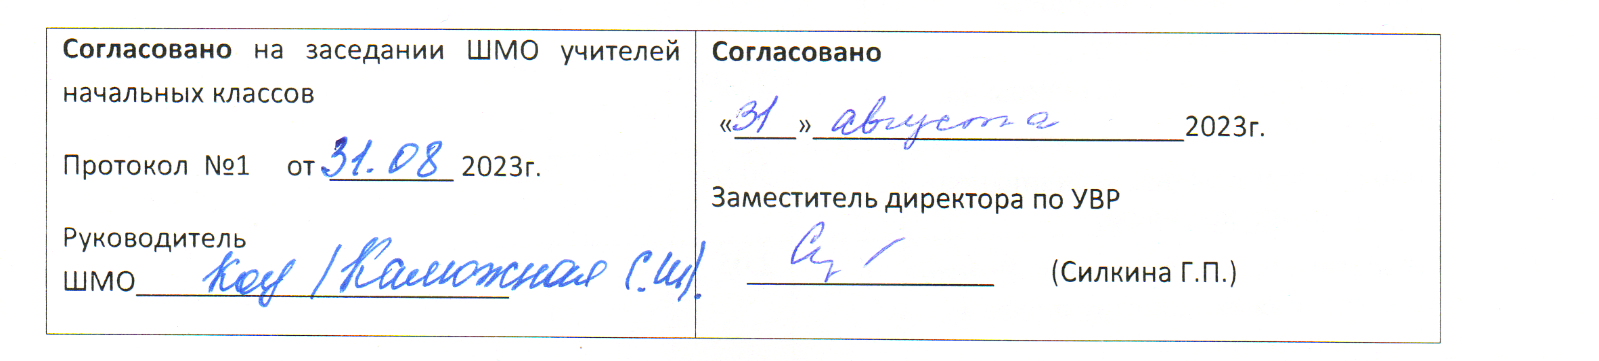 Согласовано на заседании ШМО учителей
начальных классов
Протокол №1 от 31.08 2023г.
Руководитель
ШМО
Согласовано
«31» августа 2023г.
Заместитель директора по УВР
(Силкина Г.П.)